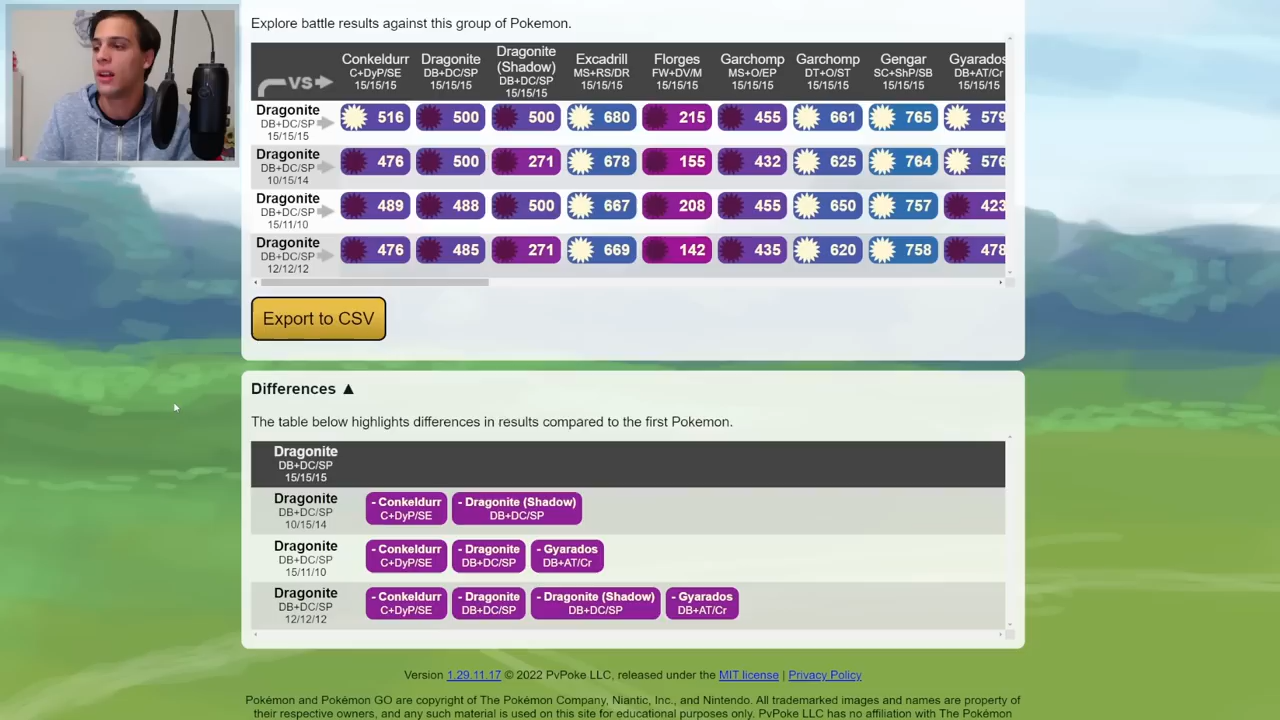 Explore battle results against this group of Pokemon.
VS
Conkeldurr
C+DyP/SE
15/15/15
Dragonite
DB+DC/SP
15/15/15
Dragonite
(Shadow)
DB+DC/SP
15/15/15
Excadrill
MS+RS/DR
15/15/15
Florges
FW+DV/M
15/15/15
Garchomp
MS+O/EP
15/15/15
Garchomp
DT+O/ST
15/15/15
Gengar
SC+ShP/SB
15/15/15
Gyarados
DB+AT/Cr
15/15/15
Dragonite
DB+DC/SP
15/15/15
516 500 500 680 215 455 661 765 579
Dragonite
DB+DC/SP
10/15/14
476 500 271 678 155 432 625 764 576
Dragonite
DB+DC/SP
15/11/10
489 488 500 667 208 455 650 757 423
Dragonite
DB+DC/SP
12/12/12
476 485 271 669 142 435 620 758 478
Export to CSV
Differences ▲
The table below highlights differences in results compared to the first Pokemon.
Dragonite
DB+DC/SP
15/15/15
Dragonite
DB+DC/SP
10/15/14
- Conkeldurr
C+DyP/SE
- Dragonite (Shadow)
DB+DC/SP
Dragonite
DB+DC/SP
15/11/10
- Conkeldurr
C+DyP/SE
- Dragonite
DB+DC/SP
- Gyarados
DB+AT/Cr
Dragonite
DB+DC/SP
12/12/12
- Conkeldurr
C+DyP/SE
- Dragonite
DB+DC/SP
- Dragonite (Shadow)
DB+DC/SP
- Gyarados
DB+AT/Cr
Version 1.29.11.17 © 2022 PvPoke LLC, released under the MIT license | Privacy Policy
Pokémon and Pokémon GO are copyright of The Pokémon Company, Niantic, Inc., and Nintendo. All trademarked images and names are property of
their respective owners, and any such material is used on this site for educational purposes only. PvPoke LLC has no affiliation with The Pokémon